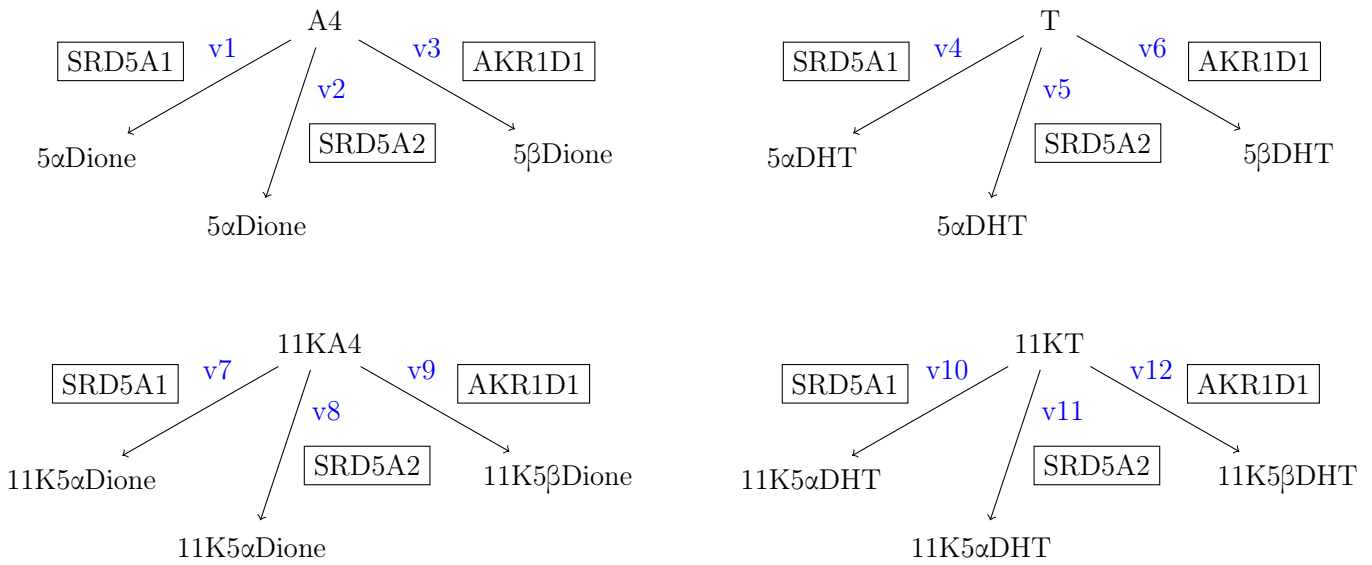 A4
SRD5A1 v1 v3 AKR1D1
v2
SRD5A2
5αDione 5βDione
5αDione
T
SRD5A1 v4 v6 AKR1D1
v5
SRD5A2
5αDHT 5βDHT
5αDHT
11KA4
SRD5A1 v7 v9 AKR1D1
v8
SRD5A2
11K5αDione 11K5βDione
11K5αDione
11KT
SRD5A1 v10 v12 AKR1D1
v11
SRD5A2
11K5αDHT 11K5βDHT
11K5αDHT